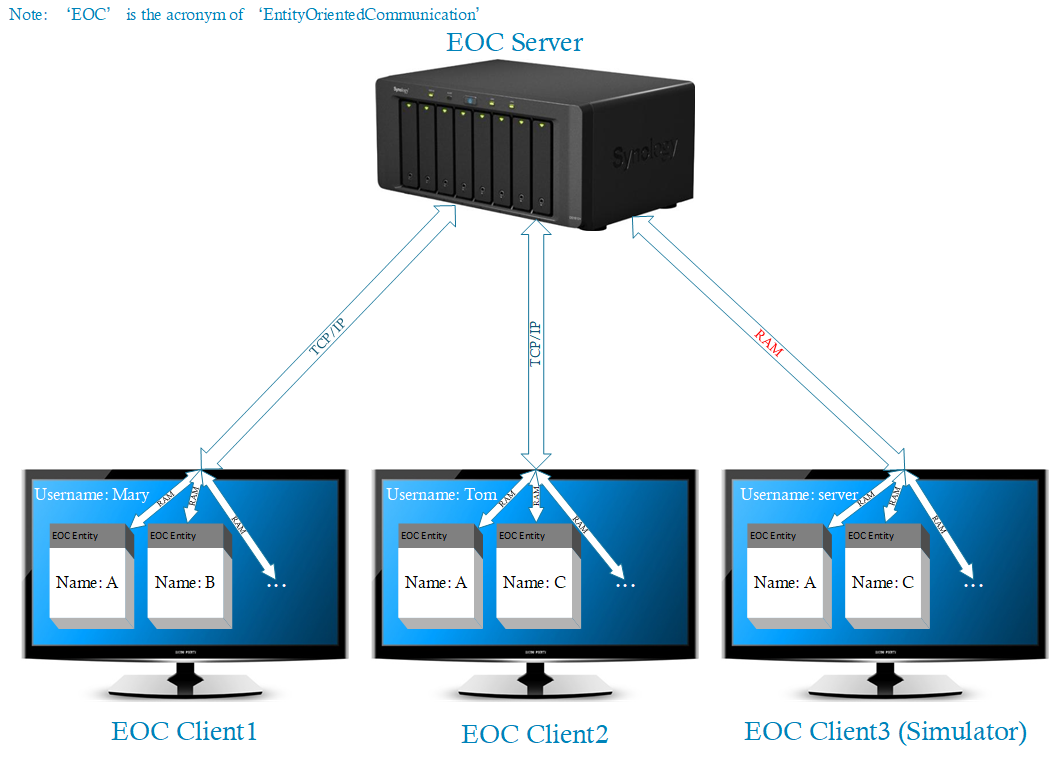 Note: ‘EOC’ is the acronym of ‘EntityOrientedCommunication’
EOC Server
Synology
Synology
TCP/IP
TCP/IP
RAM
Username: Mary
RAM
RAM
RAM
EOC Entity
EOC Entity
Name: A
Name: B
...
Username: Tom
RAM
RAM
RAM
EOC Entity
EOC Entity
Name: A
Name: C
...
Username: server
RAM
RAM
RAM
EOC Entity
EOC Entity
Name: A
Name: C
...
EOC Client1
EOC Client2
EOC Client3 (Simulator)